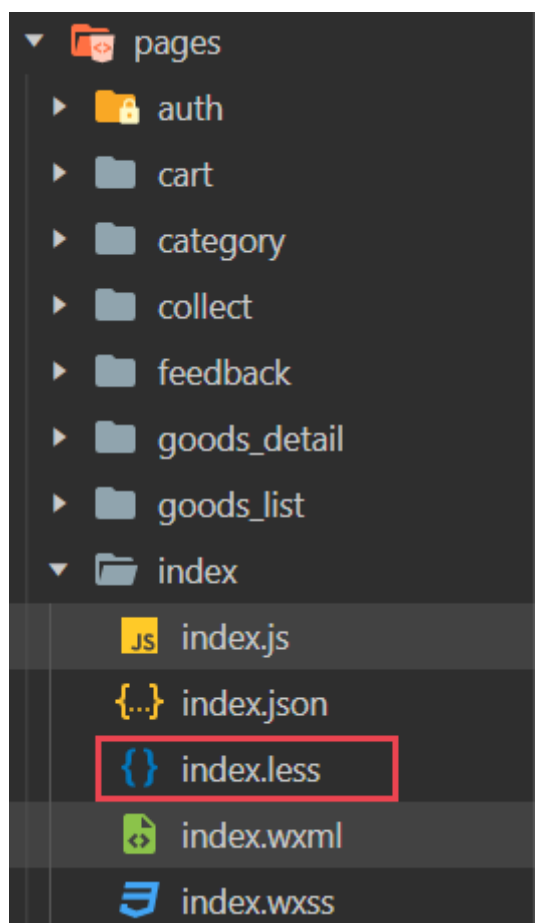 pages
auth
cart
category
collect
feedback
goods_detail
goods_list
index
JS index.js
{...} index.json
{} index.less
index.wxml
index.wxss